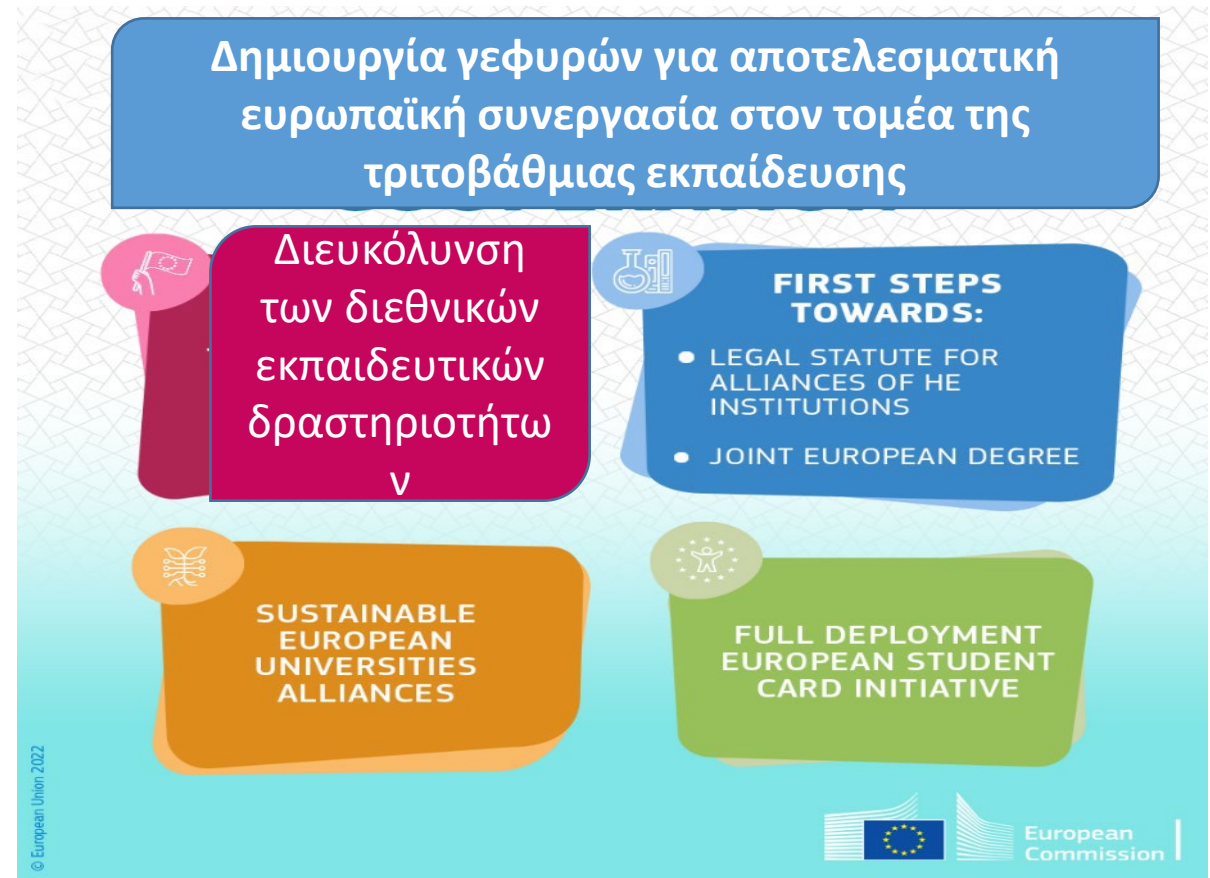 Δημιουργία γεφυρών για αποτελεσματική
ευρωπαϊκή συνεργασία στον τομέα της
τριτοβάθμιας εκπαίδευσης
Διευκόλυνση
των διεθνικών
εκπαιδευτικών
δραστηριοτήτω
ν
FIRST STEPS
TOWARDS:
• LEGAL STATUTE FOR
ALLIANCES OF HE
INSTITUTIONS
• JOINT EUROPEAN DEGREE
SUSTAINABLE
EUROPEAN
UNIVERSITIES
ALLIANCES
FULL DEPLOYMENT
EUROPEAN STUDENT
CARD INITIATIVE
© European Union 2022
European
Commission